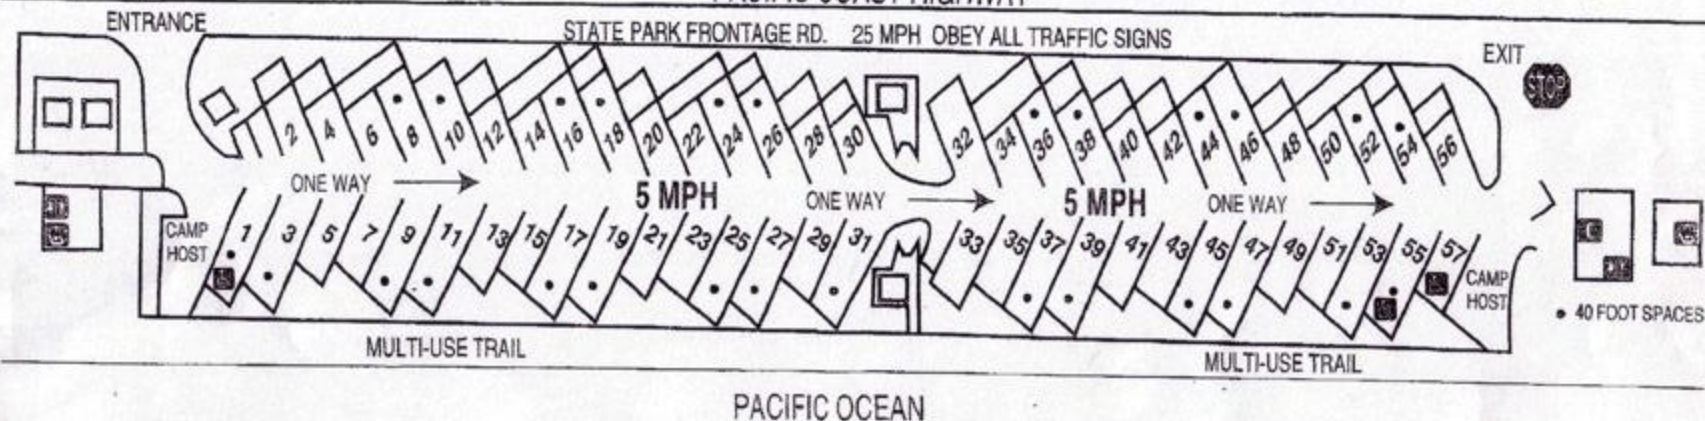 PACIFIC COAST HIGHWAY
ENTRANCE
STATE PARK FRONTAGE RD. 25 MPH OBEY ALL TRAFFIC SIGNS
EXIT
STOP
2 4 6 8 10 12 14 16 18 20 22 24 26 28 30 32 34 36 38 40 42 44 46 48 50 52 54 56
ONE WAY 5 MPH ONE WAY 5 MPH ONE WAY
CAMP HOST
1 3 5 7 9 11 13 15 17 19 21 23 25 27 29 31 33 35 37 39 41 43 45 47 49 51 53 55 57
CAMP HOST
40 FOOT SPACES
MULTI-USE TRAIL MULTI-USE TRAIL
PACIFIC OCEAN